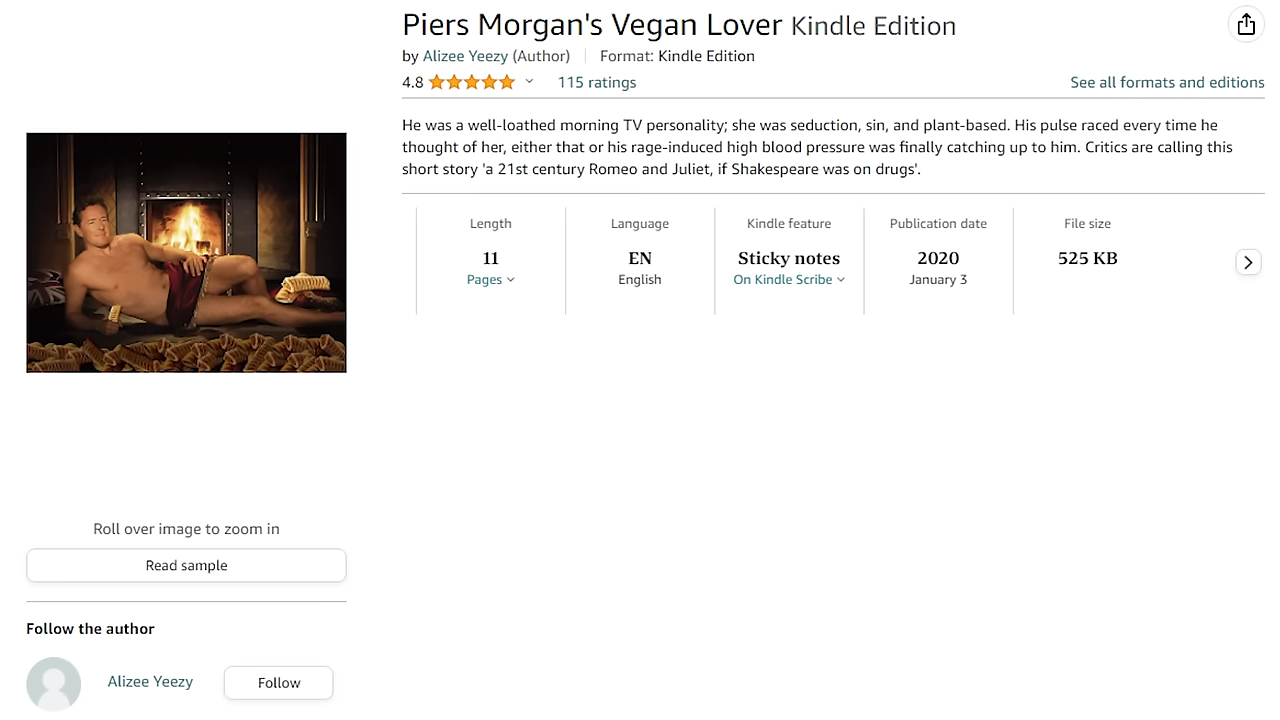 Piers Morgan's Vegan Lover Kindle Edition
by Alizee Yeezy (Author) Format: Kindle Edition
4.8 115 ratings See all formats and editions
He was a well-loathed morning TV personality; she was seduction, sin, and plant-based. His pulse raced every time he
thought of her, either that or his rage-induced high blood pressure was finally catching up to him. Critics are calling this
short story 'a 21st century Romeo and Juliet, if Shakespeare was on drugs'.
Length Language Kindle feature Publication date File size
11 EN Sticky notes 2020 525 KB
Pages English On Kindle Scribe January 3
Roll over image to zoom in
Read sample
Follow the author
Alizee Yeezy Follow